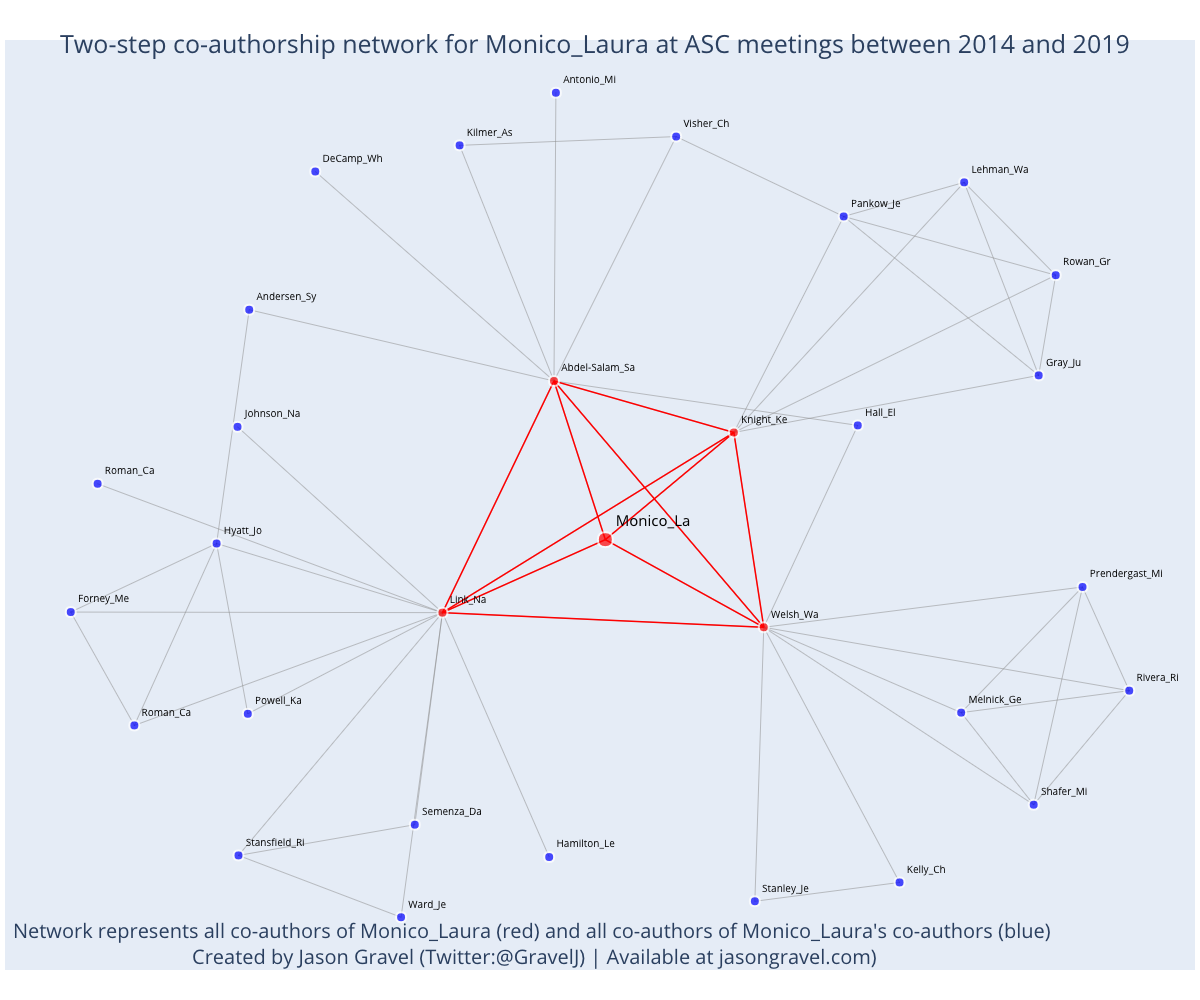 Two-step co-authorship network for Monico_Laura at ASC meetings between 2014 and 2019
Antonio_Mi
Visher_Ch
Kilmer_As
DeCamp_Wh
Lehman_Wa
Pankow_Je
Rowan_Gr
Andersen_Sy
Gray_Ju
Abdel-Salam_Sa
Hall_El
Johnson_Na
Knight_Ke
Roman_Ca
Monico_La
Hyatt_Jo
Prendergast_Mi
Forney_Me
Link_Na
Welsh_Wa
Rivera_Ri
Powell_Ka
Melnick_Ge
Roman_Ca
Shafer_Mi
Semenza_Da
Stansfield_Ri
Hamilton_Le
Kelly_Ch
Stanley_Je
Ward_Je
Network represents all co-authors of Monico_Laura (red) and all co-authors of Monico_Laura's co-authors (blue)
Created by Jason Gravel (Twitter:@GravelJ) | Available at jasongravel.com)